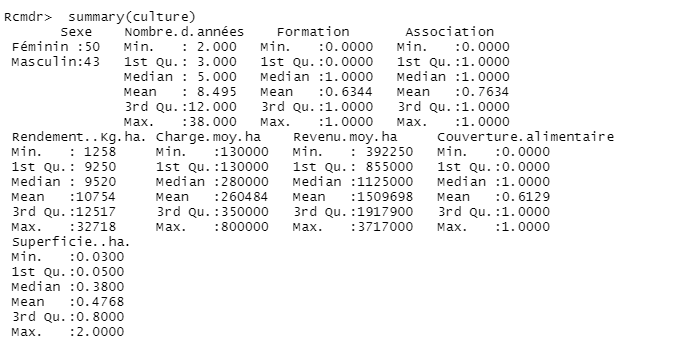 Rcmdr>  summary(culture)
       Sexe    Nombre.d.années    Formation       Association
 Féminin :50   Min.   : 2.000   Min.   :0.0000   Min.   :0.0000
 Masculin:43   1st Qu.: 3.000   1st Qu.:0.0000   1st Qu.:1.0000
               Median : 5.000   Median :1.0000   Median :1.0000
               Mean   : 8.495   Mean   :0.6344   Mean   :0.7634
               3rd Qu.:12.000   3rd Qu.:1.0000   3rd Qu.:1.0000
               Max.   :38.000   Max.   :1.0000   Max.   :1.0000
 Rendement..Kg.ha. Charge.moy.ha    Revenu.moy.ha     Couverture.alimentaire
 Min.   : 1258     Min.   :130000   Min.   : 392250   Min.   :0.0000
 1st Qu.: 9250     1st Qu.:130000   1st Qu.: 855000   1st Qu.:0.0000
 Median : 9520     Median :280000   Median :1125000   Median :1.0000
 Mean   :10754     Mean   :260484   Mean   :1509698   Mean   :0.6129
 3rd Qu.:12517     3rd Qu.:350000   3rd Qu.:1917900   3rd Qu.:1.0000
 Max.   :32718     Max.   :800000   Max.   :3717000   Max.   :1.0000
 Superficie..ha.
 Min.   :0.0300
 1st Qu.:0.0500
 Median :0.3800
 Mean   :0.4768
 3rd Qu.:0.8000
 Max.   :2.0000